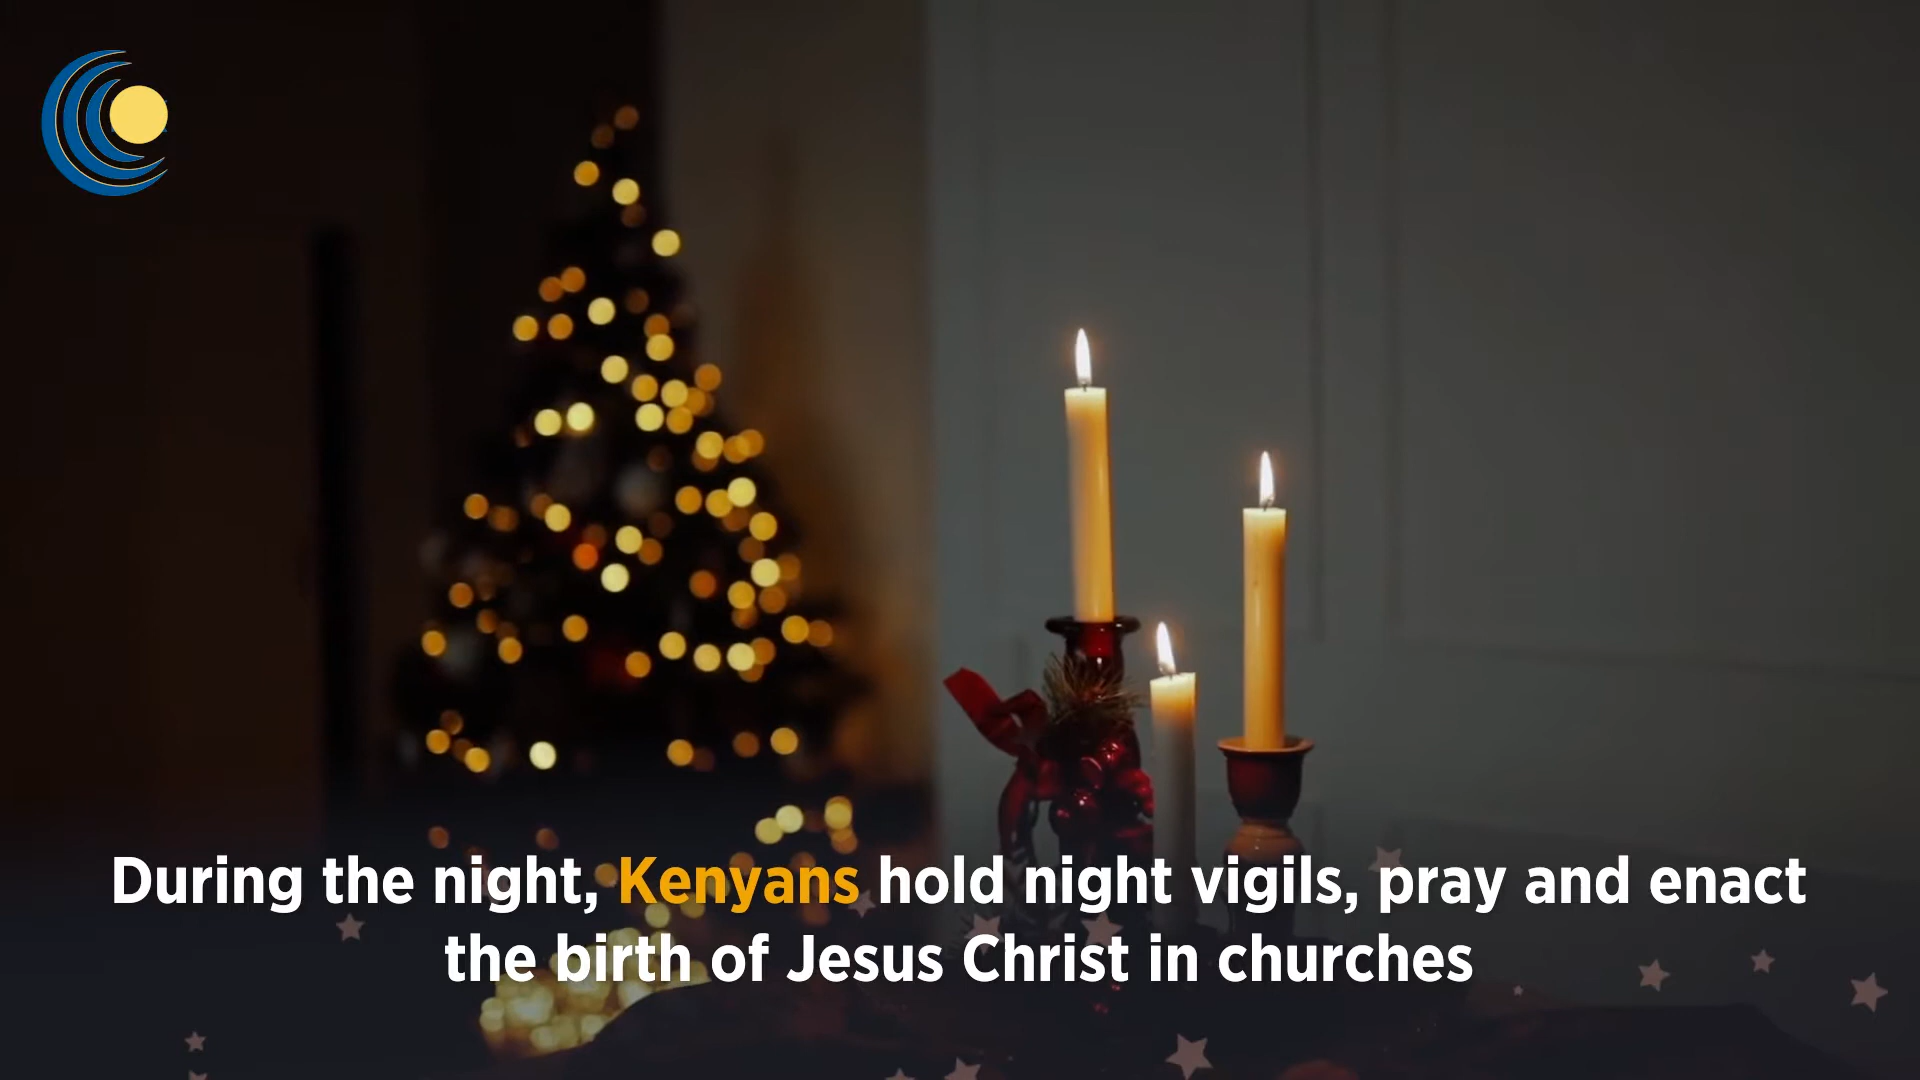 During the night, Kenyans hold night vigils, pray and enact
the birth of Jesus Christ in churches